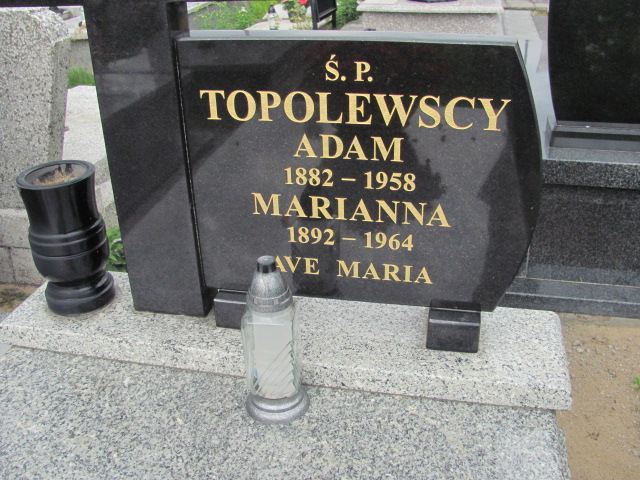 Ś. P.
TOPOLEWSCY
ADAM
1882 – 1958
MARIANNA
1892 – 1964
AVE MARIA